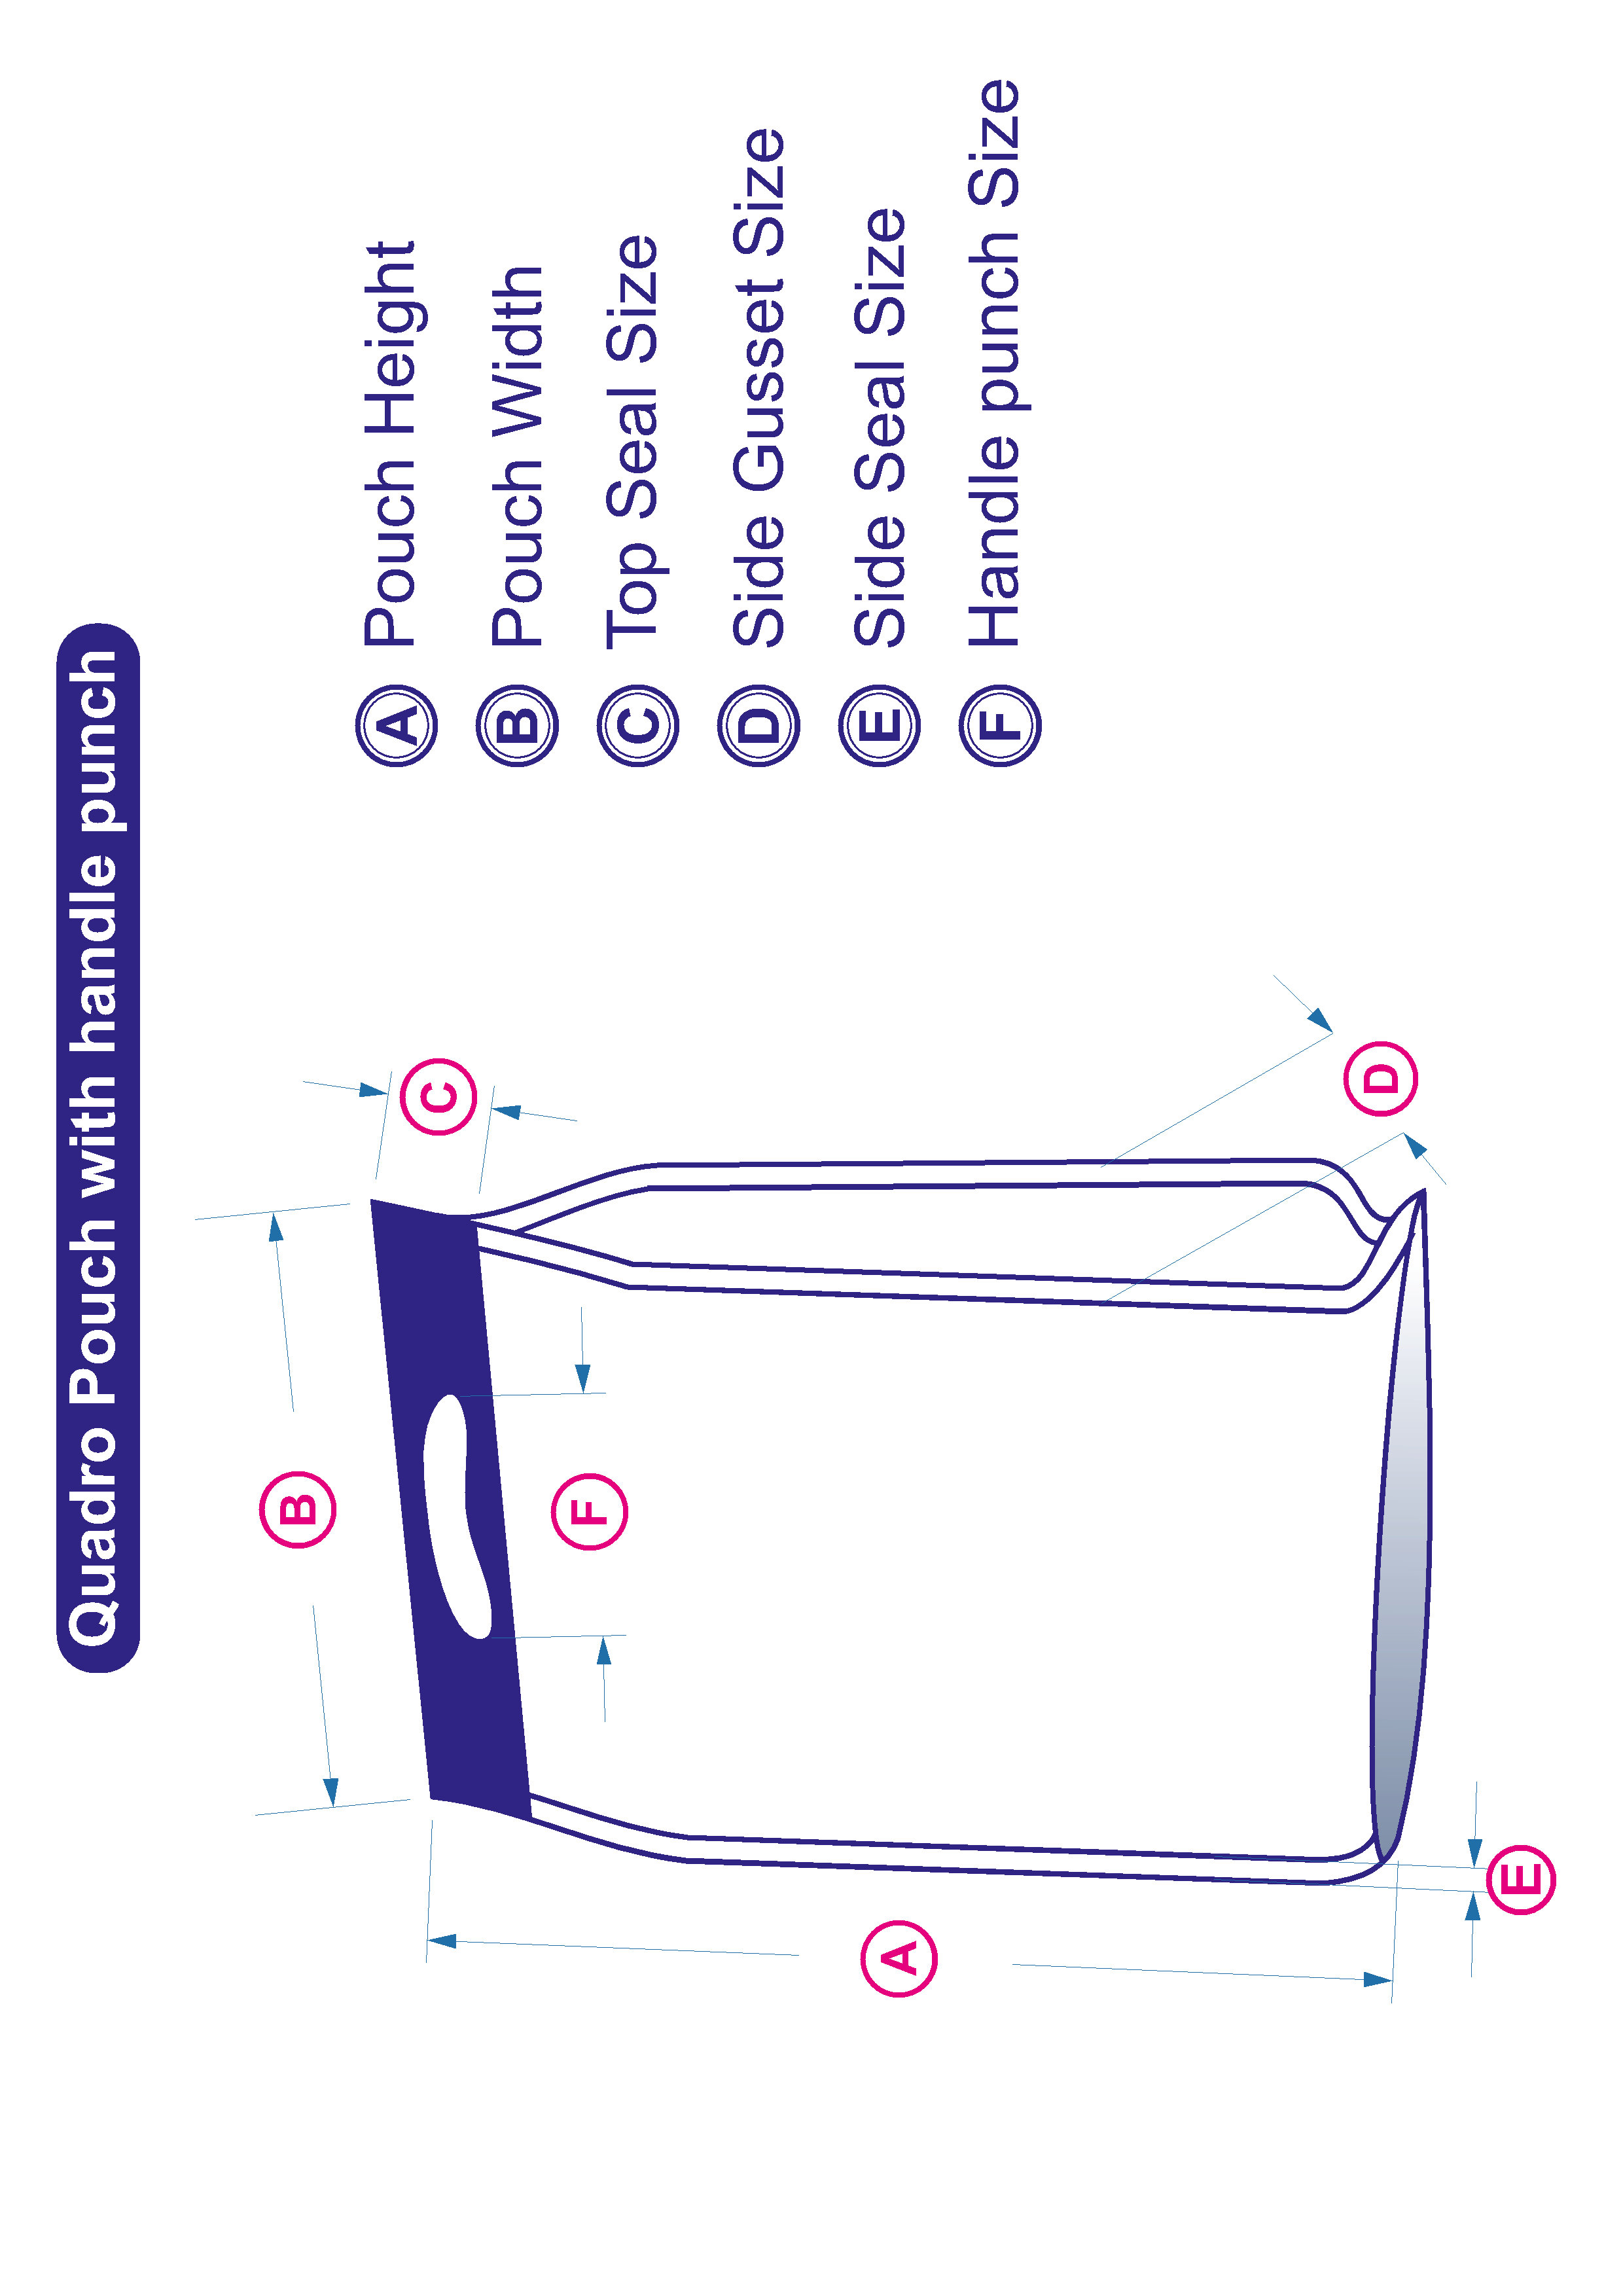 Quadro Pouch with handle punch
B
C
F
A
D
E
A Pouch Height
B Pouch Width
C Top Seal Size
D Side Gusset Size
E Side Seal Size
F Handle punch Size